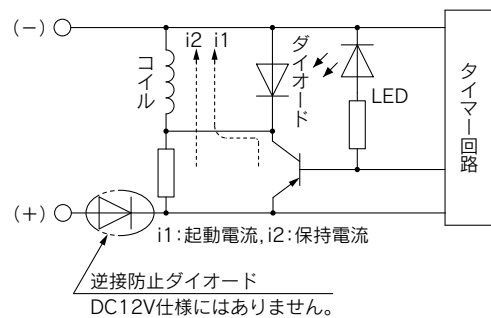 (−)
コイル
i2 i1
ダイオード
LED
タイマー回路
(+)
i1:起動電流,i2:保持電流
逆接防止ダイオード
DC12V仕様にはありません。